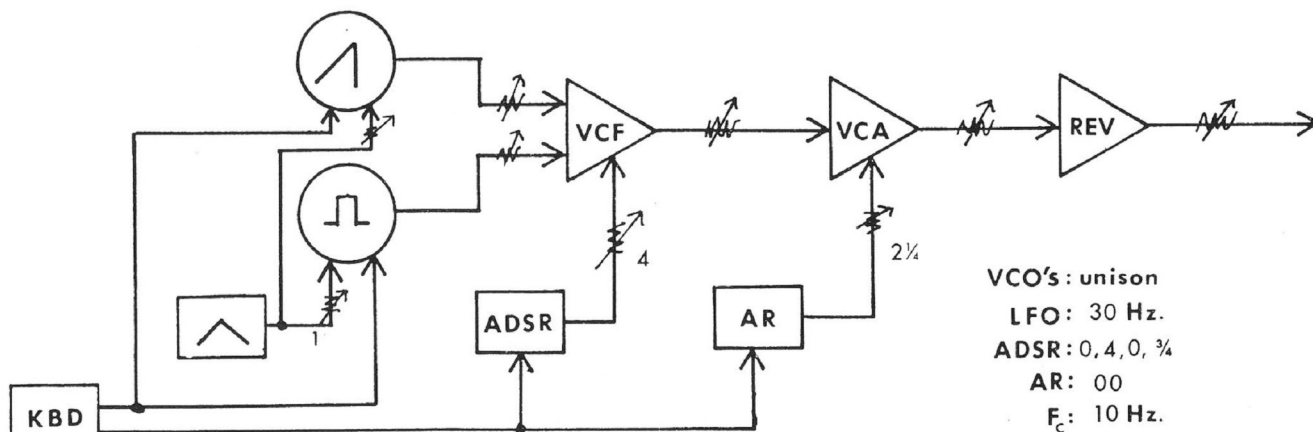 VCF
VCA
REV
4
2¼
1
ADSR
AR
KBD
VCO's: unison
LFO: 30 Hz.
ADSR: 0,4,0, ¾
AR: 00
Fc: 10 Hz.